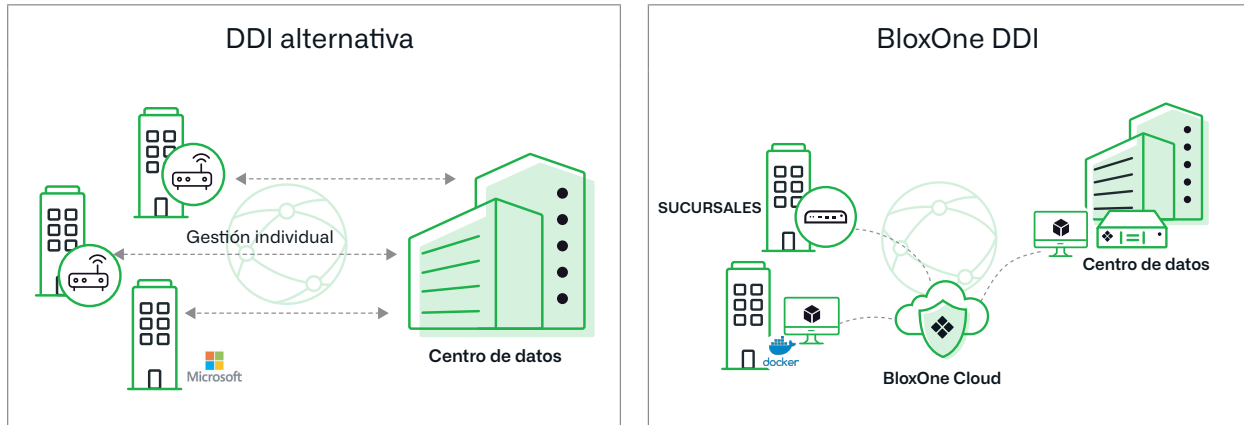 DDI alternativa
Gestión individual
Microsoft
Centro de datos
BloxOne DDI
SUCURSALES
docker
BloxOne Cloud
Centro de datos